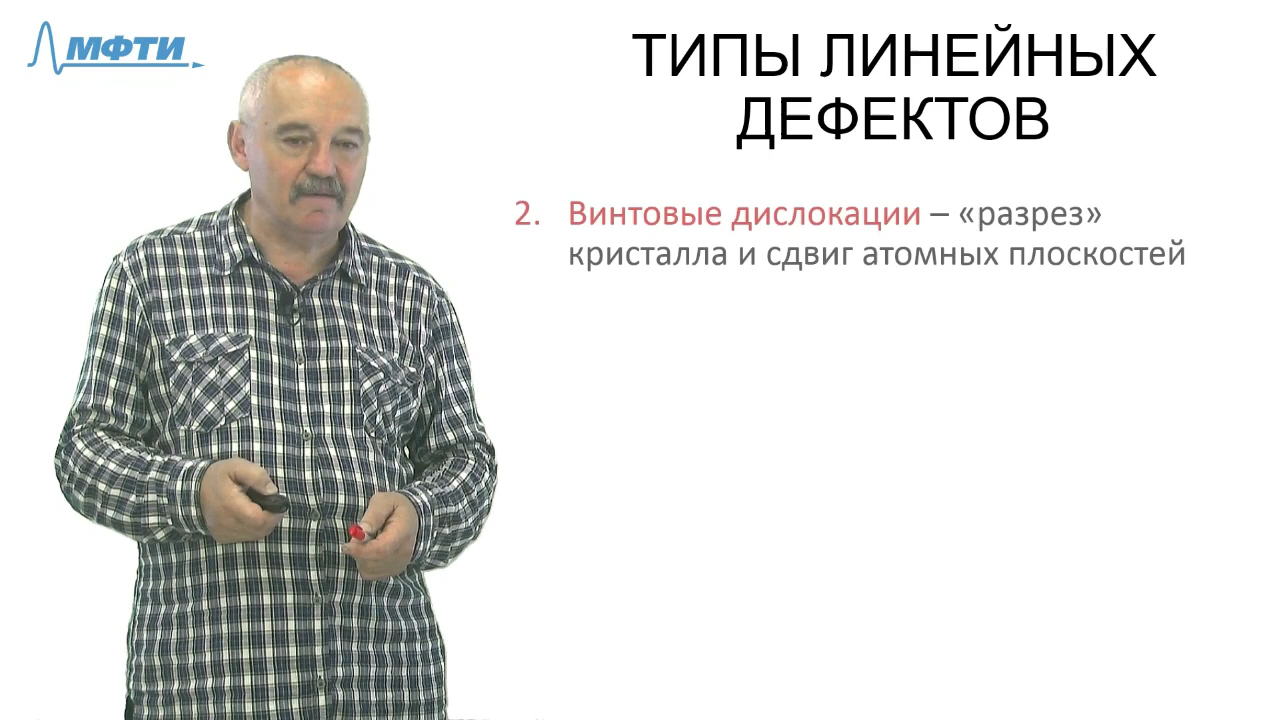 МФТИ
ТИПЫ ЛИНЕЙНЫХ
ДЕФЕКТОВ
2. Винтовые дислокации – «разрез»
кристалла и сдвиг атомных плоскостей